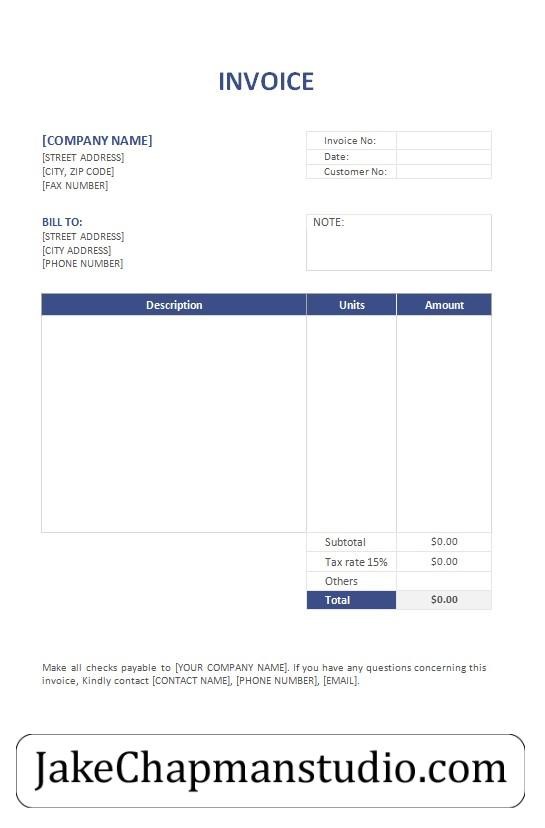 INVOICE
[COMPANY NAME]
[STREET ADDRESS]
[CITY, ZIP CODE]
[FAX NUMBER]
Invoice No:
Date:
Customer No:
BILL TO:
[STREET ADDRESS]
[CITY ADDRESS]
[PHONE NUMBER]
NOTE:
Description Units Amount
Subtotal $0.00
Tax rate 15% $0.00
Others
Total $0.00
Make all checks payable to [YOUR COMPANY NAME]. If you have any questions concerning this
invoice, Kindly contact [CONTACT NAME], [PHONE NUMBER], [EMAIL].
JakeChapmanstudio.com